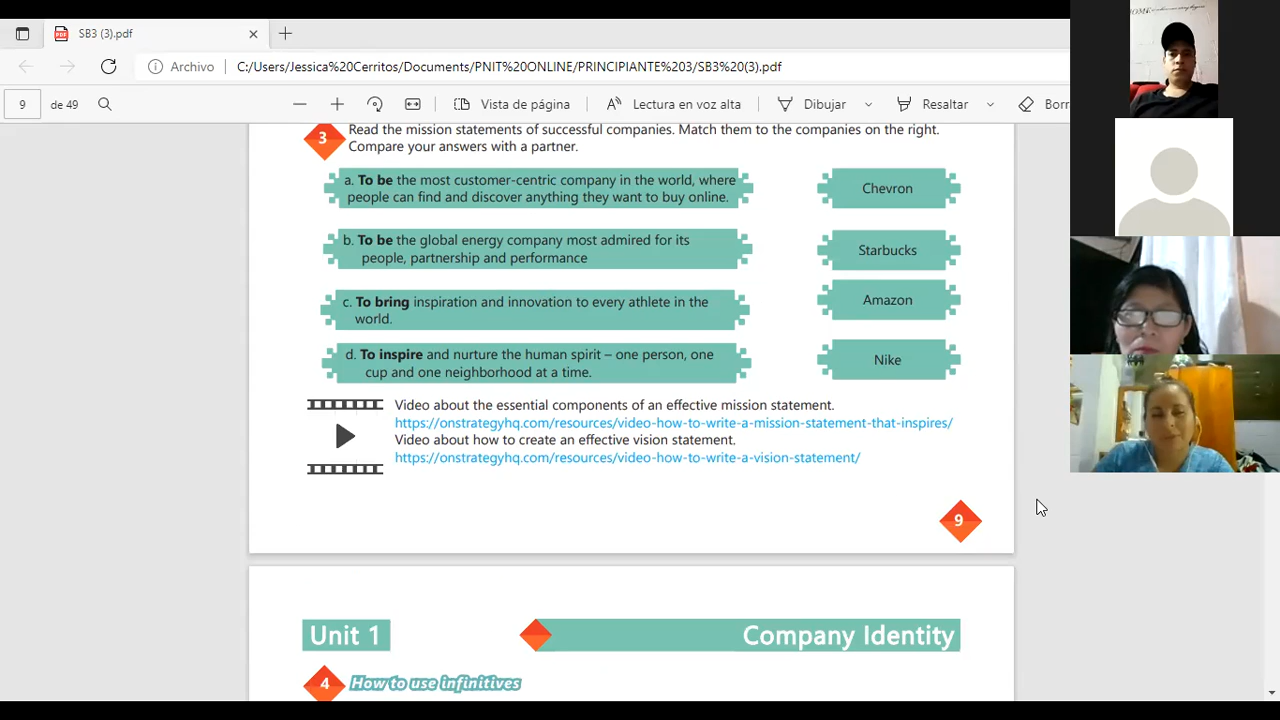 SB3 (3).pdf
Archivo
C:/Users/Jessica%20Cerritos/Documents/PNIT%20ONLINE/PRINCIPIANTE%203/SB3%20(3).pdf
9 de 49
Vista de página
Lectura en voz alta
Dibujar
Resaltar
Borr
3
Read the mission statements of successful companies. Match them to the companies on the right.
Compare your answers with a partner.
a. To be the most customer-centric company in the world, where
people can find and discover anything they want to buy online.
Chevron
b. To be the global energy company most admired for its
people, partnership and performance
Starbucks
c. To bring inspiration and innovation to every athlete in the
world.
Amazon
d. To inspire and nurture the human spirit – one person, one
cup and one neighborhood at a time.
Nike
Video about the essential components of an effective mission statement.
https://onstrategyhq.com/resources/video-how-to-write-a-mission-statement-that-inspires/
Video about how to create an effective vision statement.
https://onstrategyhq.com/resources/video-how-to-write-a-vision-statement/
9
Unit 1
Company Identity
4
How to use infinitives